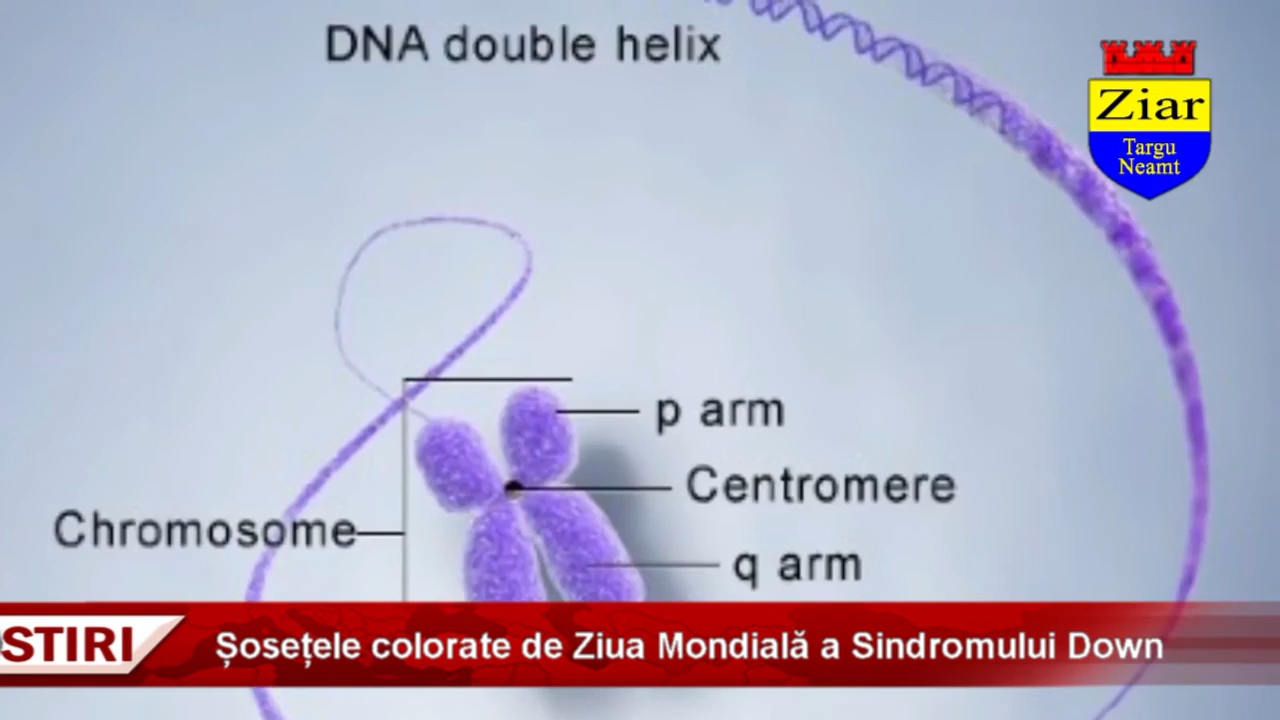 DNA double helix
Ziar
Targu
Neamt
p arm
Centromere
Chromosome
q arm
STIRI
Șosețele colorate de Ziua Mondială a Sindromului Down